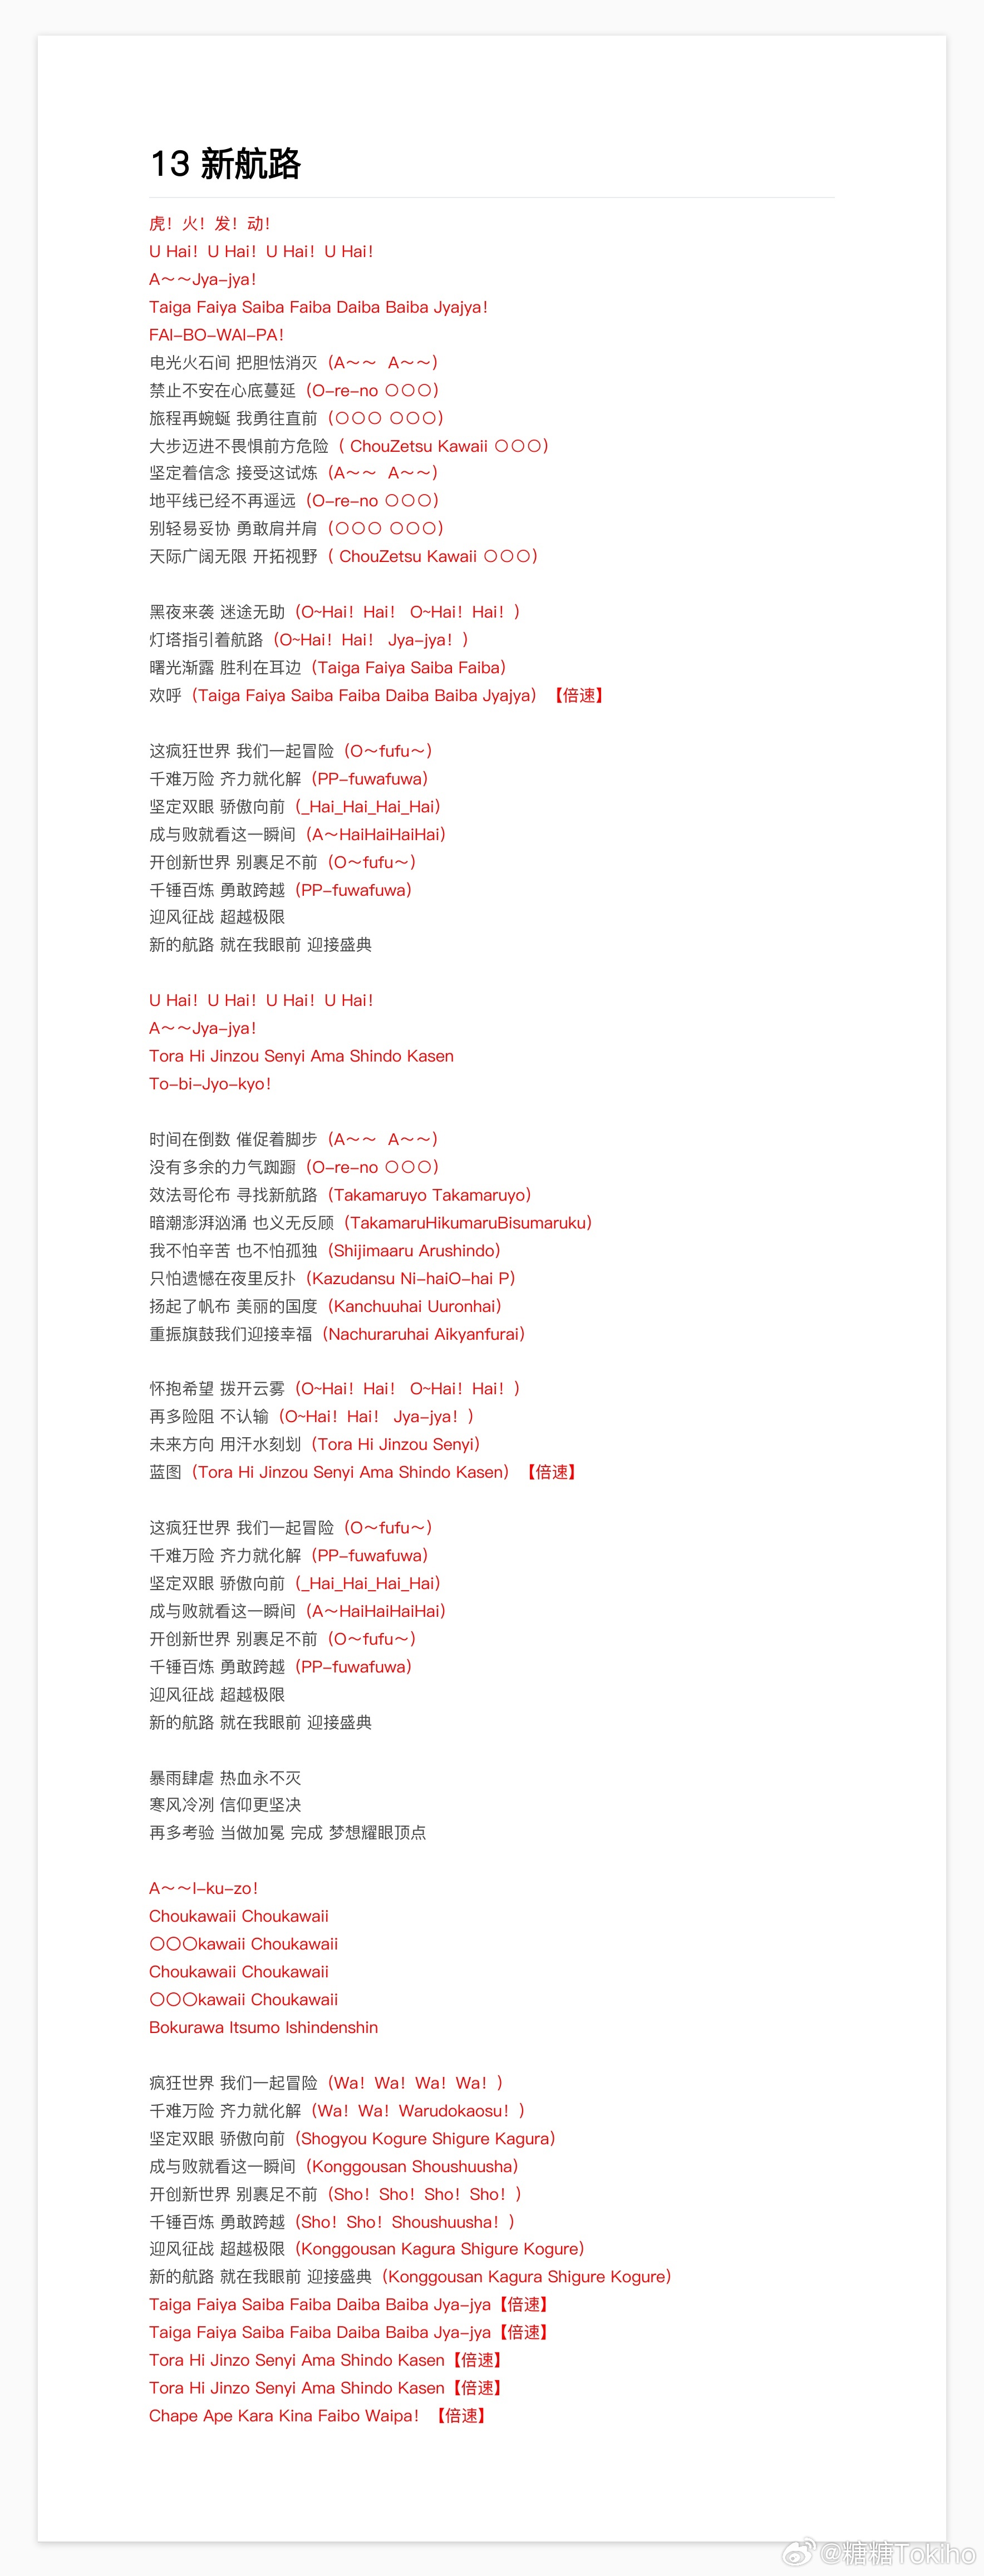 13 新航路
虎！火！发！动！
U Hai！U Hai！U Hai！U Hai！
A～～Jya-jya！
Taiga Faiya Saiba Faiba Daiba Baiba Jyajya！
FAI-BO-WAI-PA！
电光火石间 把胆怯消灭（A～～ A～～）
禁止不安在心底蔓延（O-re-no 〇〇〇）
旅程再蜿蜒 我勇往直前（〇〇〇 〇〇〇）
大步迈进不畏惧前方危险（ ChouZetsu Kawaii 〇〇〇）
坚定着信念 接受这试炼（A～～ A～～）
地平线已经不再遥远（O-re-no 〇〇〇）
别轻易妥协 勇敢肩并肩（〇〇〇 〇〇〇）
天际广阔无限 开拓视野（ ChouZetsu Kawaii 〇〇〇）
黑夜来袭 迷途无助（O~Hai！Hai！ O~Hai！Hai！）
灯塔指引着航路（O~Hai！Hai！ Jya-jya！）
曙光渐露 胜利在耳边（Taiga Faiya Saiba Faiba）
欢呼（Taiga Faiya Saiba Faiba Daiba Baiba Jyajya）【倍速】
这疯狂世界 我们一起冒险（O～fufu～）
千难万险 齐力就化解（PP-fuwafuwa）
坚定双眼 骄傲向前（_Hai_Hai_Hai_Hai）
成与败就看这一瞬间（A～HaiHaiHaiHai）
开创新世界 别裹足不前（O～fufu～）
千锤百炼 勇敢跨越（PP-fuwafuwa）
迎风征战 超越极限
新的航路 就在我眼前 迎接盛典
U Hai！U Hai！U Hai！U Hai！
A～～Jya-jya！
Tora Hi Jinzou Senyi Ama Shindo Kasen
To-bi-Jyo-kyo！
时间在倒数 催促着脚步（A～～ A～～）
没有多余的力气踟蹰（O-re-no 〇〇〇）
效法哥伦布 寻找新航路（Takamaruyo Takamaruyo）
暗潮澎湃汹涌 也义无反顾（TakamaruHikumaruBisumaruku）
我不怕辛苦 也不怕孤独（Shijimaaru Arushindo）
只怕遗憾在夜里反扑（Kazudansu Ni-haiO-hai P）
扬起了帆布 美丽的国度（Kanchuuhai Uuronhai）
重振旗鼓我们迎接幸福（Nachuraruhai Aikyanfurai）
怀抱希望 拨开云雾（O~Hai！Hai！ O~Hai！Hai！）
再多险阻 不认输（O~Hai！Hai！ Jya-jya！）
未来方向 用汗水刻划（Tora Hi Jinzou Senyi）
蓝图（Tora Hi Jinzou Senyi Ama Shindo Kasen）【倍速】
这疯狂世界 我们一起冒险（O～fufu～）
千难万险 齐力就化解（PP-fuwafuwa）
坚定双眼 骄傲向前（_Hai_Hai_Hai_Hai）
成与败就看这一瞬间（A～HaiHaiHaiHai）
开创新世界 别裹足不前（O～fufu～）
千锤百炼 勇敢跨越（PP-fuwafuwa）
迎风征战 超越极限
新的航路 就在我眼前 迎接盛典
暴雨肆虐 热血永不灭
寒风冷冽 信仰更坚决
再多考验 当做加冕 完成 梦想耀眼顶点
A～～I-ku-zo！
Choukawaii Choukawaii
〇〇〇kawaii Choukawaii
Choukawaii Choukawaii
〇〇〇kawaii Choukawaii
Bokurawa Itsumo Ishindenshin
疯狂世界 我们一起冒险（Wa！Wa！Wa！Wa！）
千难万险 齐力就化解（Wa！Wa！Warudokaosu！）
坚定双眼 骄傲向前（Shogyou Kogure Shigure Kagura）
成与败就看这一瞬间（Konggousan Shoushuusha）
开创新世界 别裹足不前（Sho！Sho！Sho！Sho！）
千锤百炼 勇敢跨越（Sho！Sho！Shoushuusha！）
迎风征战 超越极限（Konggousan Kagura Shigure Kogure）
新的航路 就在我眼前 迎接盛典（Konggousan Kagura Shigure Kogure）
Taiga Faiya Saiba Faiba Daiba Baiba Jya-jya【倍速】
Taiga Faiya Saiba Faiba Daiba Baiba Jya-jya【倍速】
Tora Hi Jinzo Senyi Ama Shindo Kasen【倍速】
Tora Hi Jinzo Senyi Ama Shindo Kasen【倍速】
Chape Ape Kara Kina Faibo Waipa！【倍速】
@糖糖Tokiho